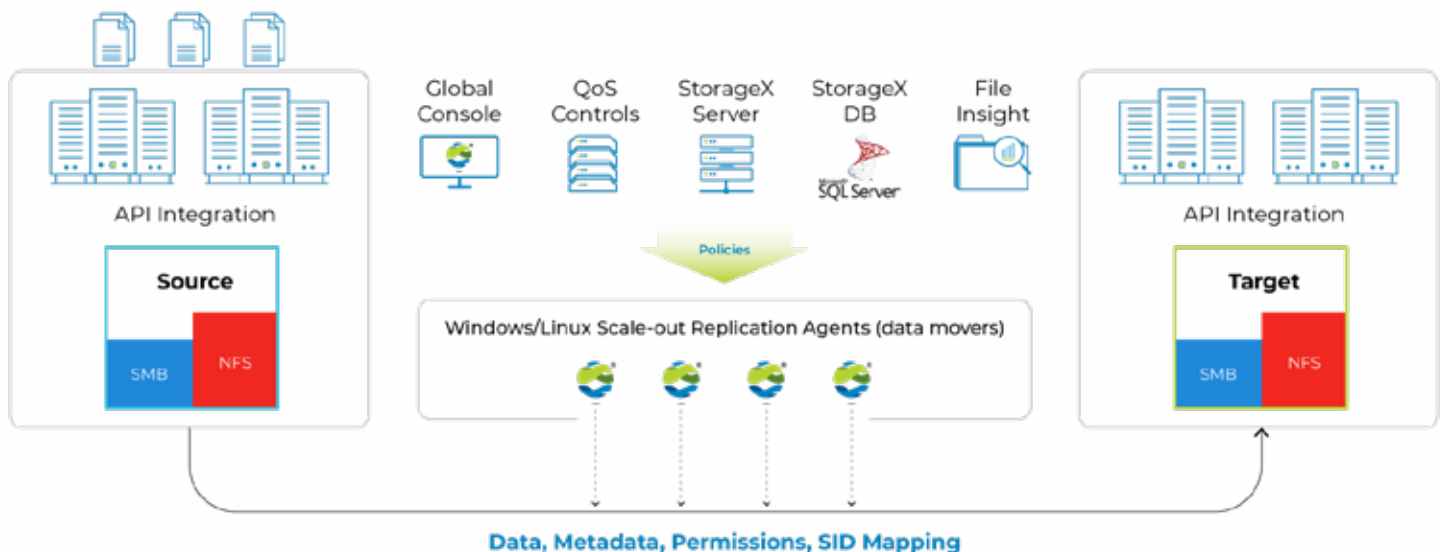 Global
Console
QoS
Controls
StorageX
Server
StorageX
DB
File
Insight
Microsoft
SQL Server
API Integration
Source
SMB
NFS
Policies
Windows/Linux Scale-out Replication Agents (data movers)
API Integration
Target
SMB
NFS
Data, Metadata, Permissions, SID Mapping